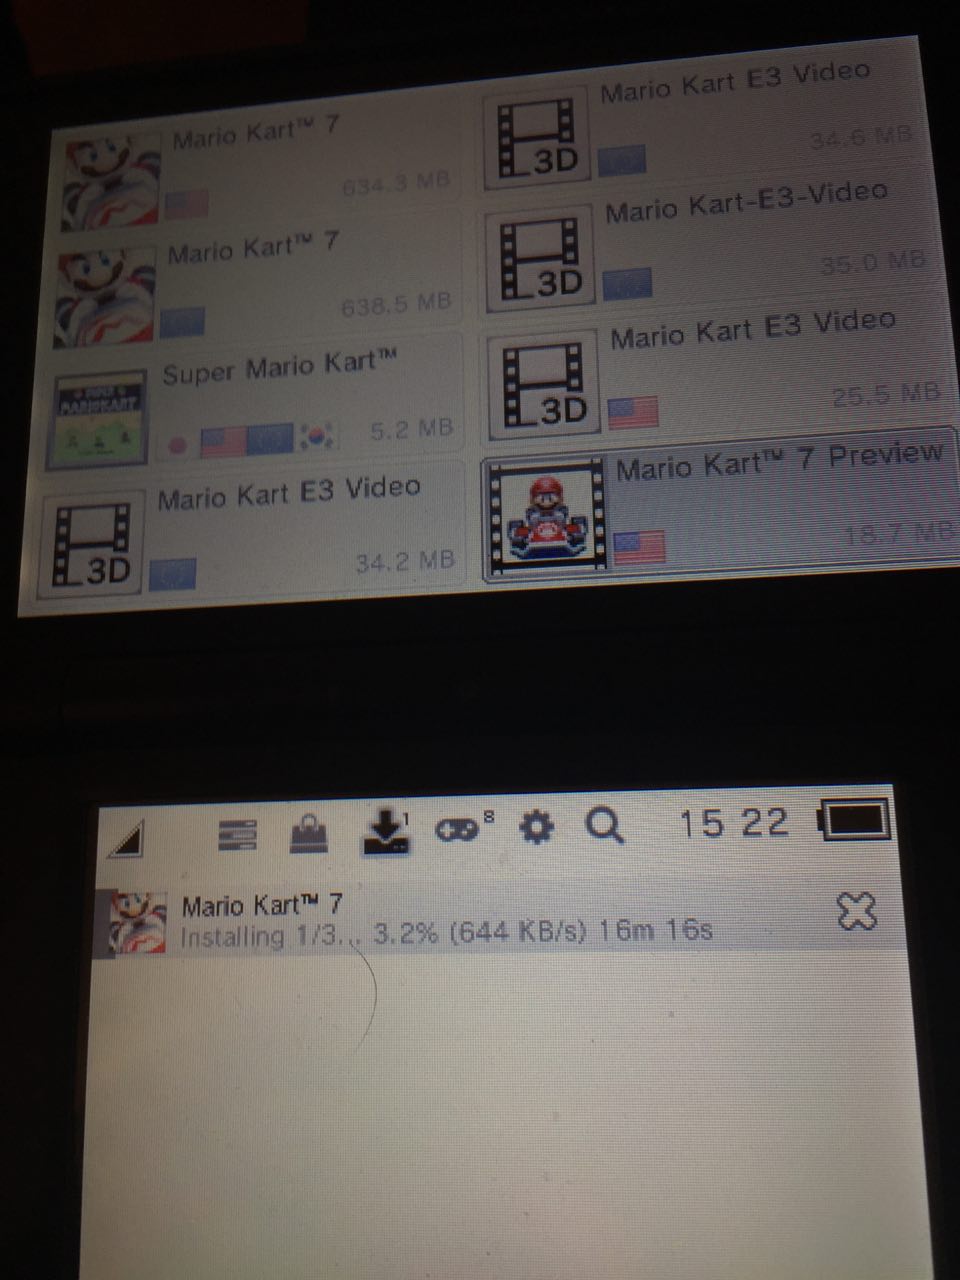 Mario Kart™ 7
634.3 MB
Mario Kart™ 7
638.5 MB
Super Mario Kart™
5.2 MB
Mario Kart E3 Video
3D
34.2 MB
Mario Kart E3 Video
3D
34.6 MB
Mario Kart-E3-Video
3D
35.0 MB
Mario Kart E3 Video
3D
25.5 MB
Mario Kart™ 7 Preview
18.7 MB
1 8 15 22
Mario Kart™ 7
Installing 1/3... 3.2% (644 KB/s) 16m 16s